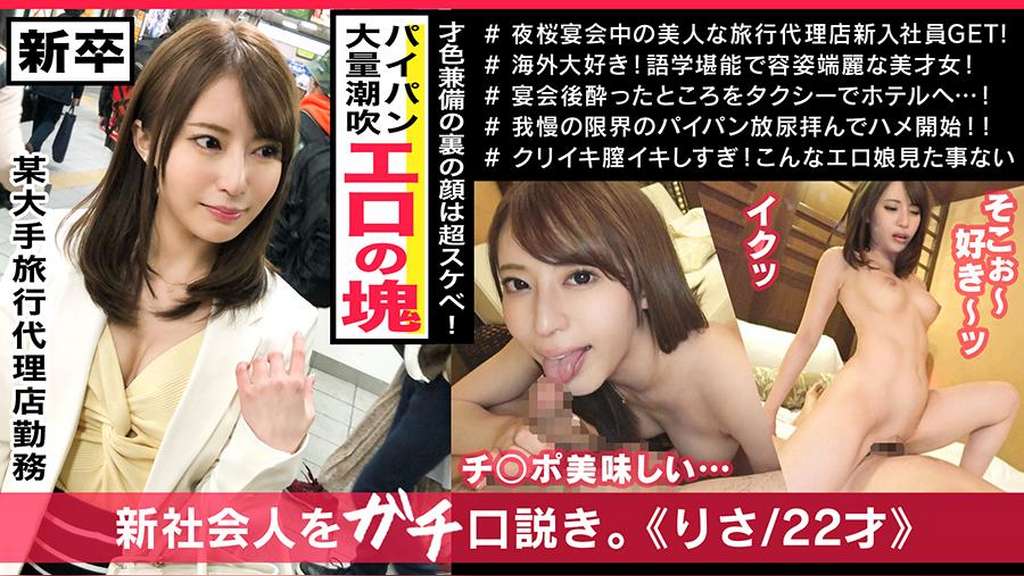 新卒
某大手旅行代理店勤務
パイパン
大量潮吹
エロの塊
才色兼備の裏の顔は超スケベ！
# 夜桜宴会中の美人な旅行代理店新入社員GET!
# 海外大好き!語学堪能で容姿端麗な美才女!
# 宴会後酔ったところをタクシーでホテルへ…!
# 我慢の限界のパイパン放尿拝んでハメ開始!!
# クリイキ膣イキしすぎ!こんなエロ娘見た事ない
イクッ
そこぉ〜
好き〜ッ
チ〇ポ美味しい…
新社会人をガチ口説き。《りさ/22才》